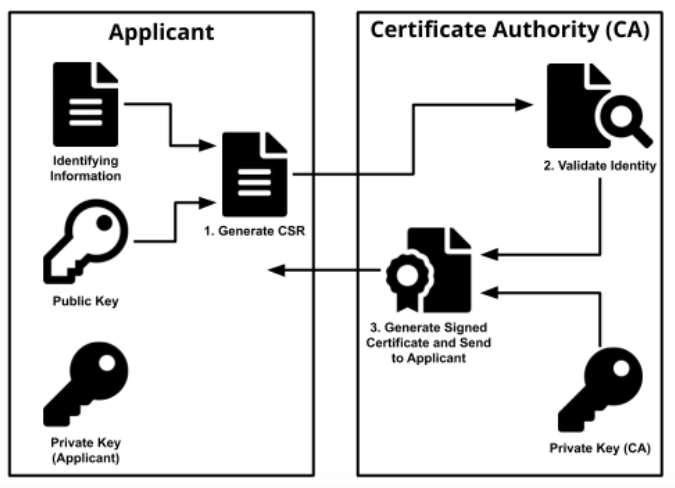 Applicant
Identifying
Information
1. Generate CSR
Public Key
Private Key
(Applicant)
Certificate Authority (CA)
2. Validate Identity
3. Generate Signed
Certificate and Send
to Applicant
Private Key (CA)